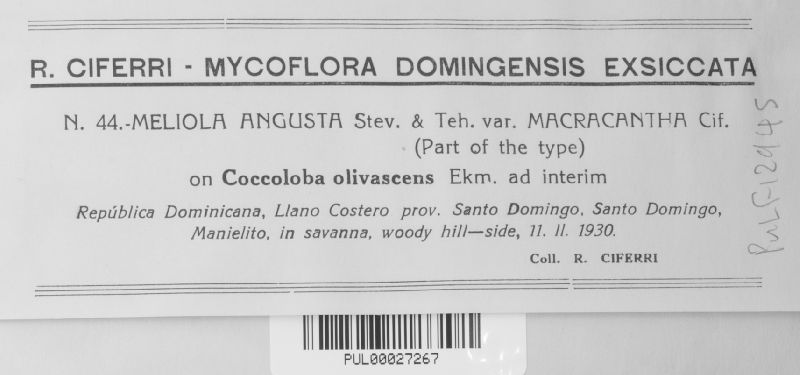 R. CIFERRI - MYCOFLORA DOMINGENSIS EXSICCATA
N. 44.-MELIOLA ANGUSTA Stev. & Teh. var. MACRACANTHA Cif.
(Part of the type)
on Coccoloba olivascens Ekm. ad interim
República Dominicana, Llano Costero prov. Santo Domingo, Santo Domingo,
Manielito, in savanna, woody hill—side, 11. II. 1930.
Coll. R. CIFERRI
PulF12945
PUL00027267